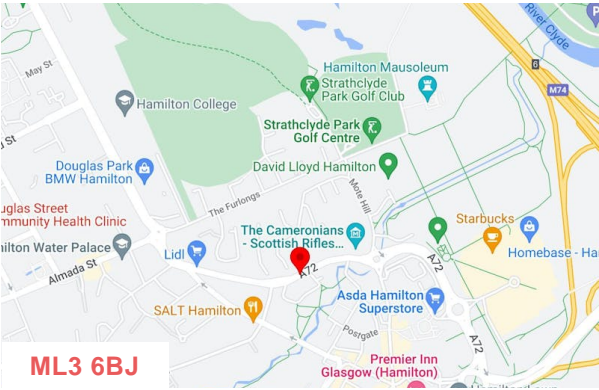 River Clyde
P
May St
Hamilton Mausoleum
6
Strathclyde
Park Golf Club
M74
Hamilton College
Strathclyde Park
Golf Centre
Douglas Park
BMW Hamilton
David Lloyd Hamilton
The Furlongs
Mote Hill
uglas Street
mmunity Health Clinic
d St
Starbucks
The Cameronians
- Scottish Rifles...
milton Water Palace
Homebase - Ha
Lidl
A72
Almada St
A72
Asda Hamilton
Superstore
SALT Hamilton
Postgate
A72
ML3 6BJ
Premier Inn
Glasgow (Hamilton)